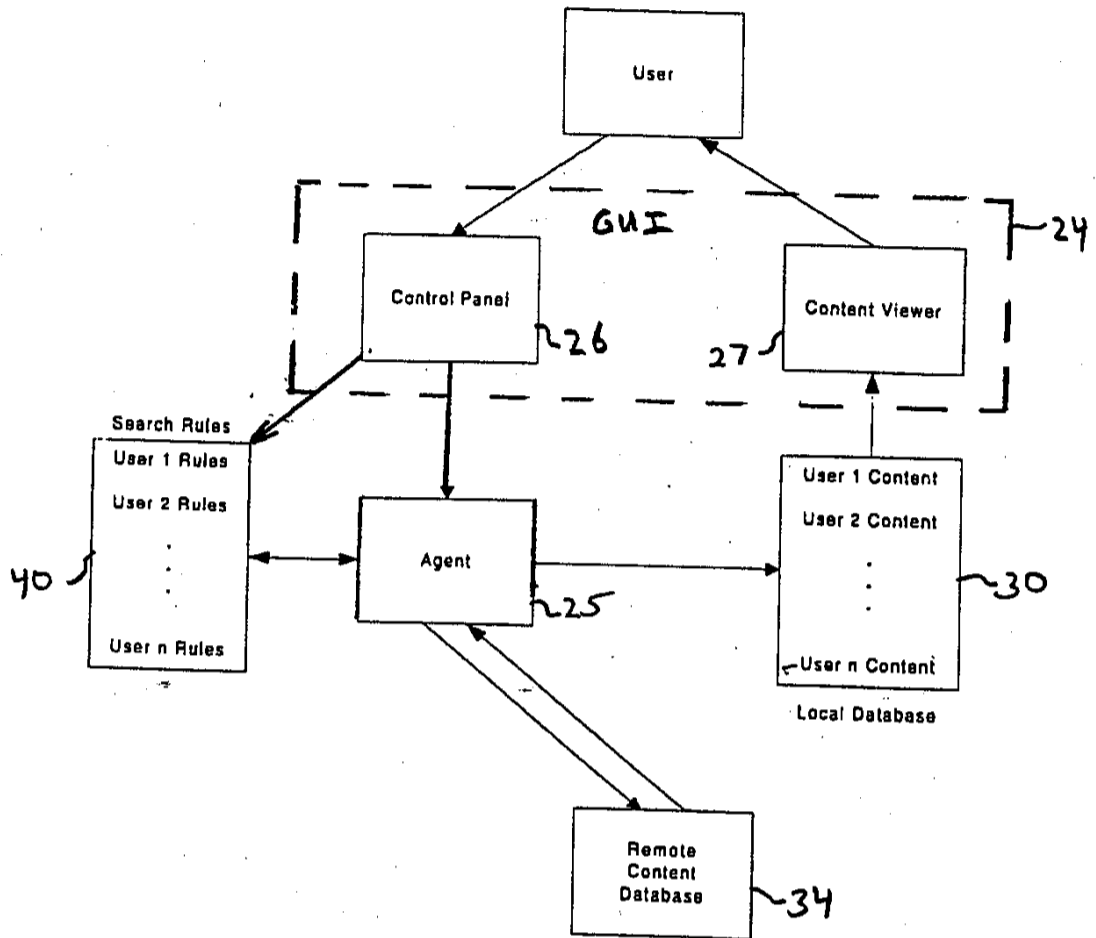 User
GUI
24
Control Panel
26
Content Viewer
27
Search Rules
User 1 Rules
User 2 Rules
User n Rules
40
Agent
25
User 1 Content
User 2 Content
User n Content
30
Local Database
Remote
Content
Database
34